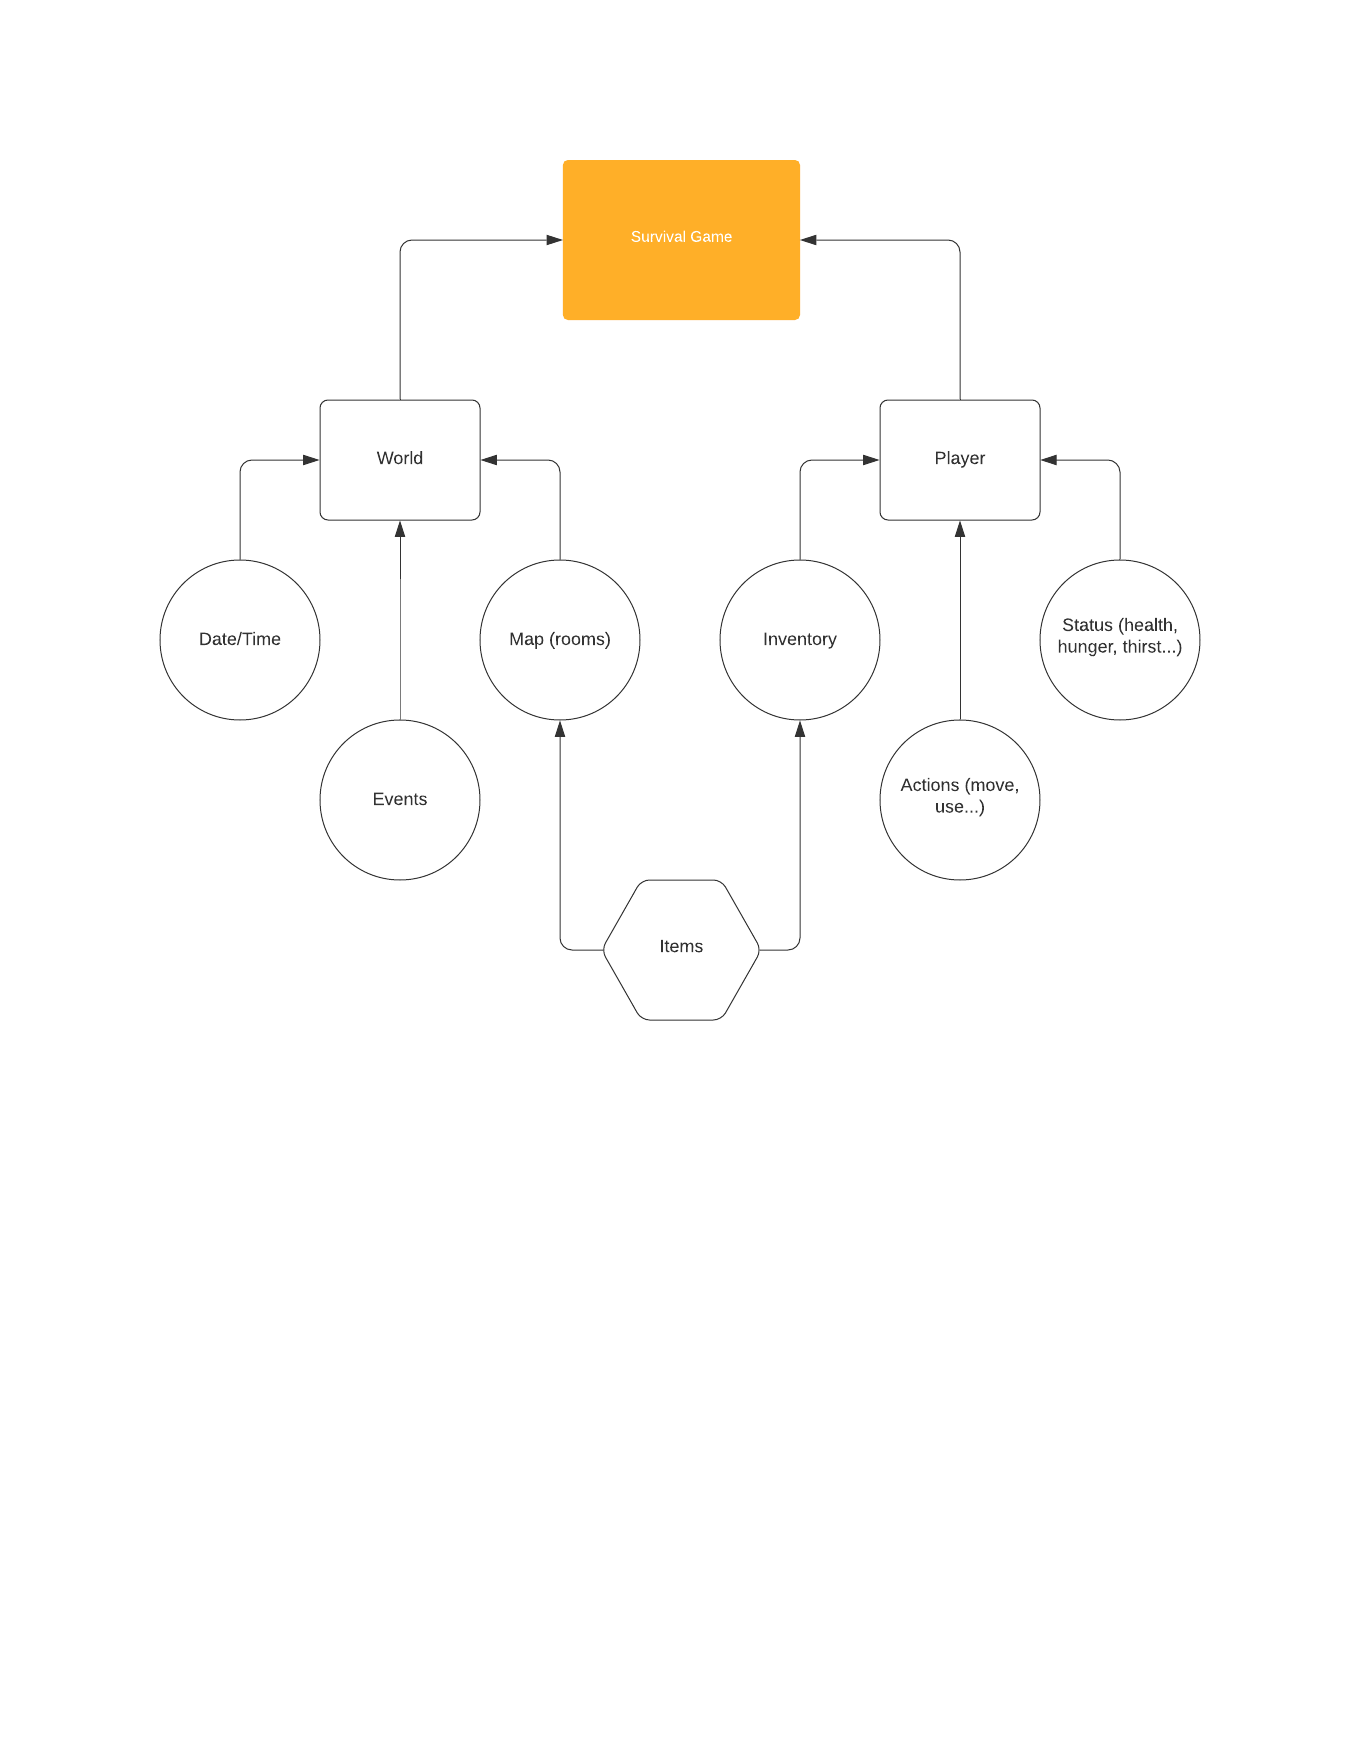 Survival Game
World
Player
Date/Time
Map (rooms)
Inventory
Status (health,
hunger, thirst...)
Events
Actions (move,
use...)
Items